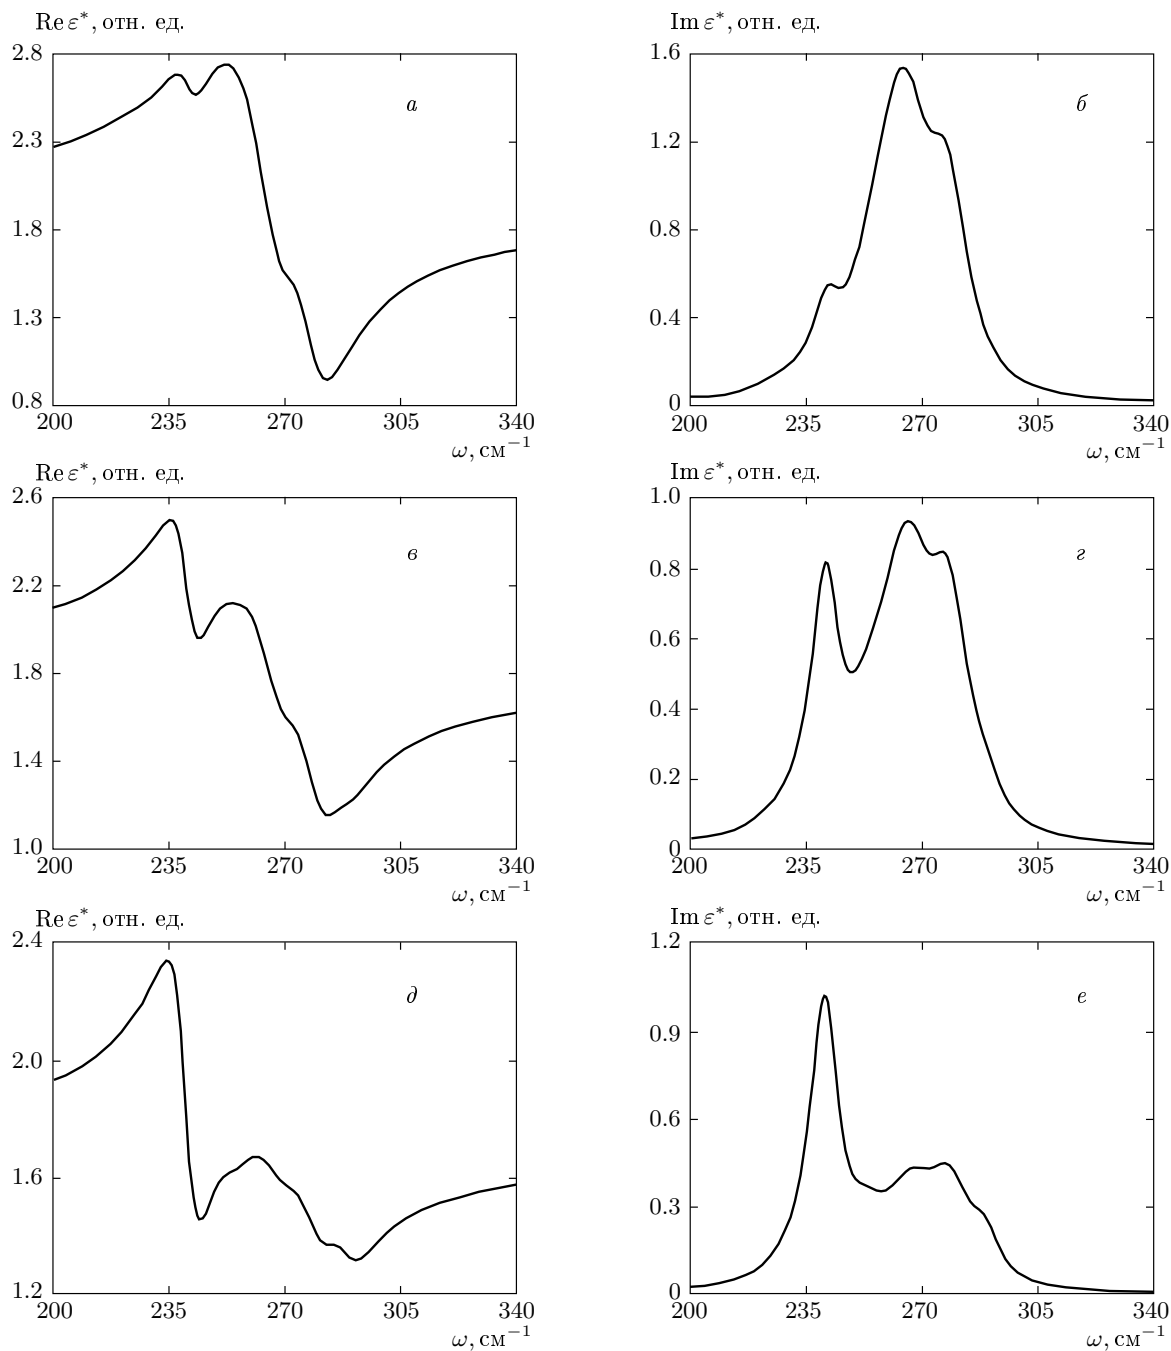 Re ε*, отн. ед.
2.8
2.3
1.8
1.3
0.8
200 235 270 305 340
ω, см⁻¹
а
Im ε*, отн. ед.
1.6
1.2
0.8
0.4
0
200 235 270 305 340
ω, см⁻¹
б
Re ε*, отн. ед.
2.6
2.2
1.8
1.4
1.0
200 235 270 305 340
ω, см⁻¹
в
Im ε*, отн. ед.
1.0
0.8
0.6
0.4
0.2
0
200 235 270 305 340
ω, см⁻¹
г
Re ε*, отн. ед.
2.4
2.0
1.6
1.2
200 235 270 305 340
ω, см⁻¹
д
Im ε*, отн. ед.
1.2
0.9
0.6
0.3
0
200 235 270 305 340
ω, см⁻¹
е